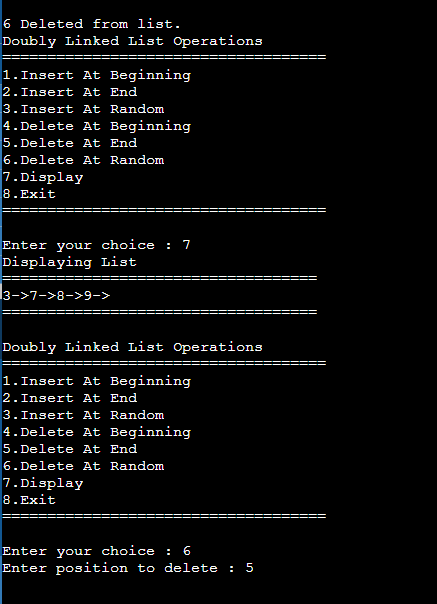 6 Deleted from list.
Doubly Linked List Operations
====================================
1.Insert At Beginning
2.Insert At End
3.Insert At Random
4.Delete At Beginning
5.Delete At End
6.Delete At Random
7.Display
8.Exit
====================================
Enter your choice : 7
Displaying List
===================================
3->7->8->9->
===================================
Doubly Linked List Operations
====================================
1.Insert At Beginning
2.Insert At End
3.Insert At Random
4.Delete At Beginning
5.Delete At End
6.Delete At Random
7.Display
8.Exit
====================================
Enter your choice : 6
Enter position to delete : 5